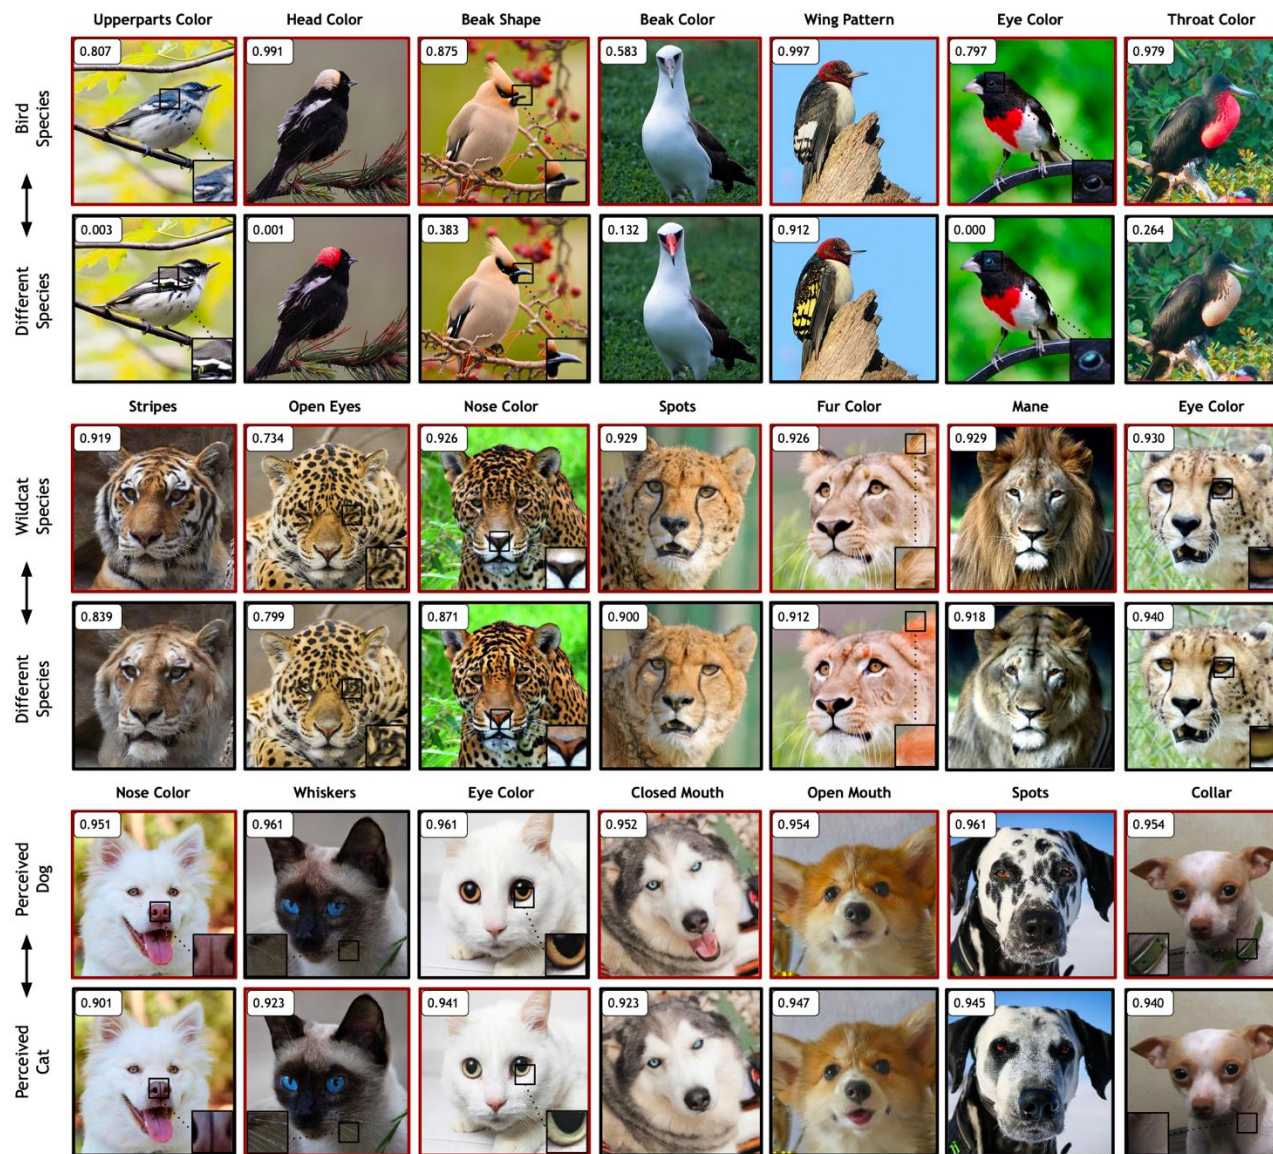 Upperparts Color Head Color Beak Shape Beak Color Wing Pattern Eye Color Throat Color
Bird
Species
0.807 0.991 0.875 0.583 0.997 0.797 0.979
Different
Species
0.003 0.001 0.383 0.132 0.912 0.000 0.264
Stripes Open Eyes Nose Color Spots Fur Color Mane Eye Color
Wildcat
Species
0.919 0.734 0.926 0.929 0.926 0.929 0.930
Different
Species
0.839 0.799 0.871 0.900 0.912 0.918 0.940
Nose Color Whiskers Eye Color Closed Mouth Open Mouth Spots Collar
Perceived
Dog
0.951 0.961 0.961 0.952 0.954 0.961 0.954
Perceived
Cat
0.901 0.923 0.941 0.923 0.947 0.945 0.940